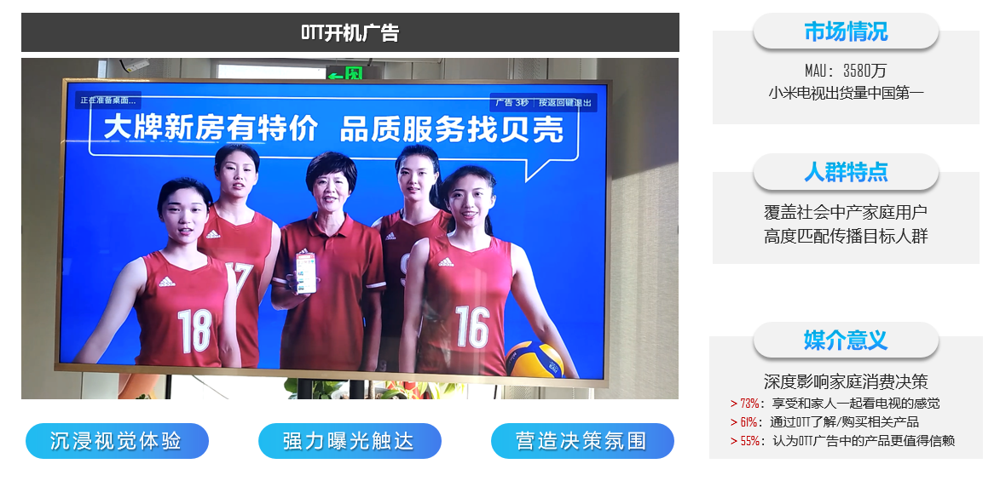 OTT开机广告
正在准备桌面...
广告 3秒 | 按返回键退出
大牌新房有特价 品质服务找贝壳
adidas
adidas
adidas
18
17
16
沉浸视觉体验
强力曝光触达
营造决策氛围
市场情况
MAU：3580万
小米电视出货量中国第一
人群特点
覆盖社会中产家庭用户
高度匹配传播目标人群
媒介意义
深度影响家庭消费决策
> 73%：享受和家人一起看电视的感觉
> 61%：通过OTT了解/购买相关产品
> 55%：认为OTT广告中的产品更值得信赖